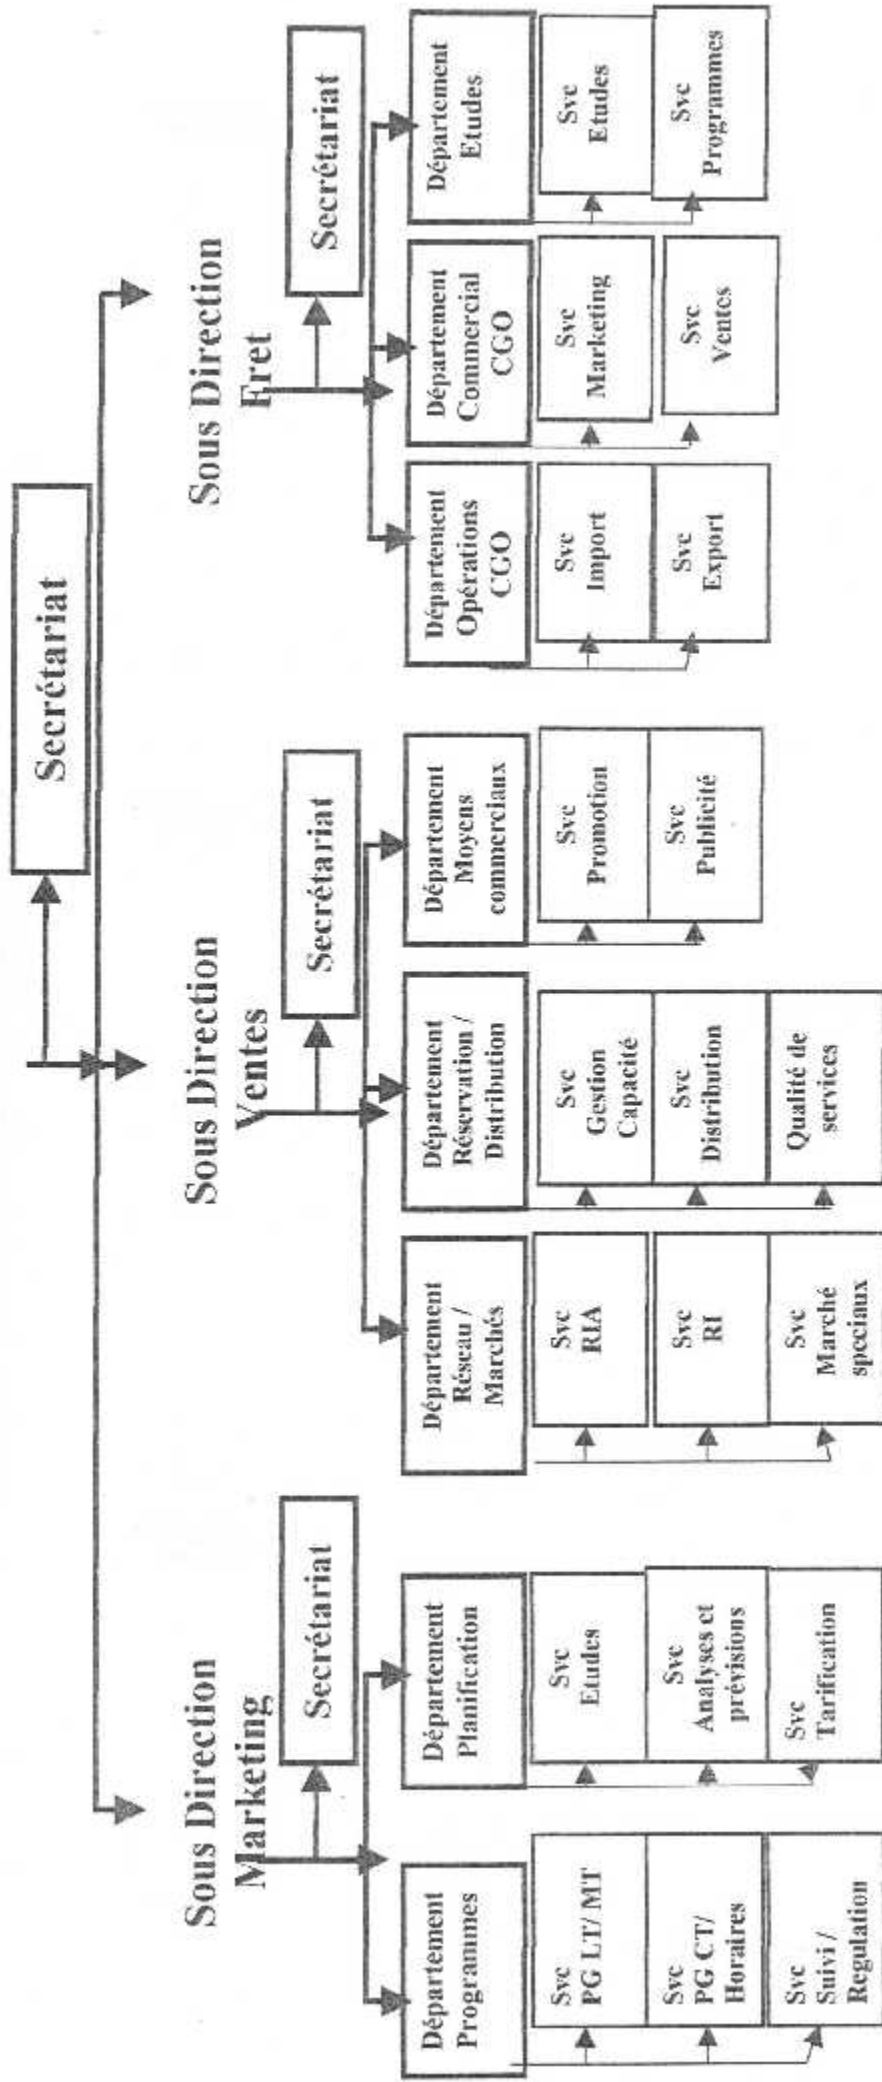 Secrétariat
Sous Direction
Marketing
Secrétariat
Département
Programmes
Svc
PG LT/ MT
Svc
PG CT/
Horaires
Svc
Suivi /
Regulation
Département
Planification
Svc
Etudes
Svc
Analyses et
prévisions
Svc
Tarification
Sous Direction
Ventes
Secrétariat
Département
Réseau /
Marchés
Svc
RIA
Svc
RI
Svc
Marché
speciaux
Département
Réservation /
Distribution
Svc
Gestion
Capacité
Svc
Distribution
Qualité de
services
Département
Moyens
commerciaux
Svc
Promotion
Svc
Publicité
Sous Direction
Fret
Secrétariat
Département
Opérations
CGO
Svc
Import
Svc
Export
Département
Commercial
CGO
Svc
Marketing
Svc
Ventes
Département
Etudes
Svc
Etudes
Svc
Programmes